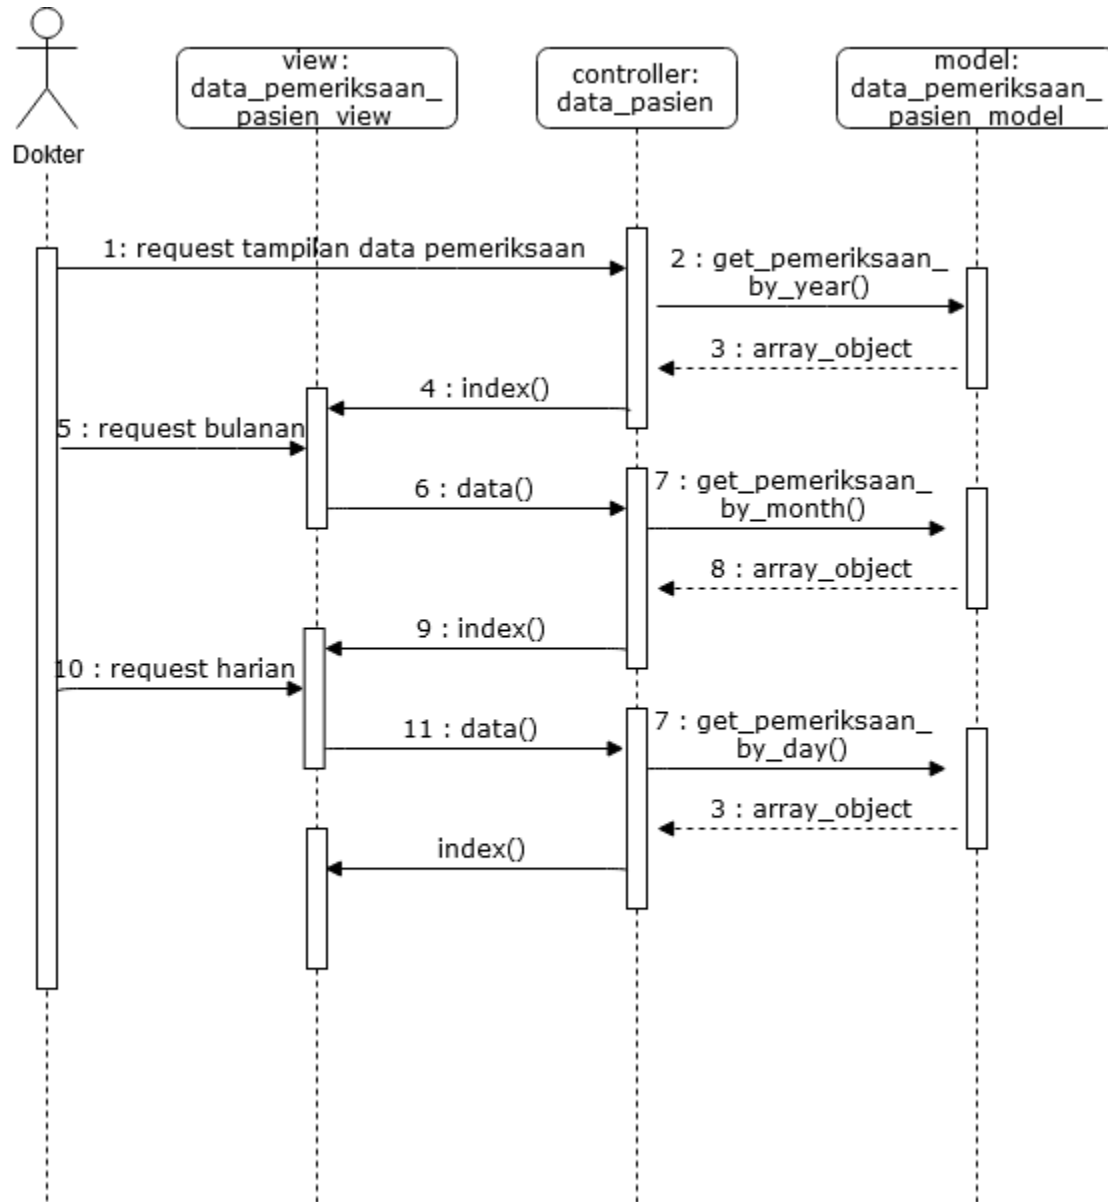 view:
data_pemeriksaan_
pasien_view
controller:
data_pasien
model:
data_pemeriksaan_
pasien_model
Dokter
1: request tampilan data pemeriksaan
2 : get_pemeriksaan_
by_year()
3 : array_object
4 : index()
5 : request bulanan
6 : data()
7 : get_pemeriksaan_
by_month()
8 : array_object
9 : index()
10 : request harian
11 : data()
7 : get_pemeriksaan_
by_day()
3 : array_object
index()